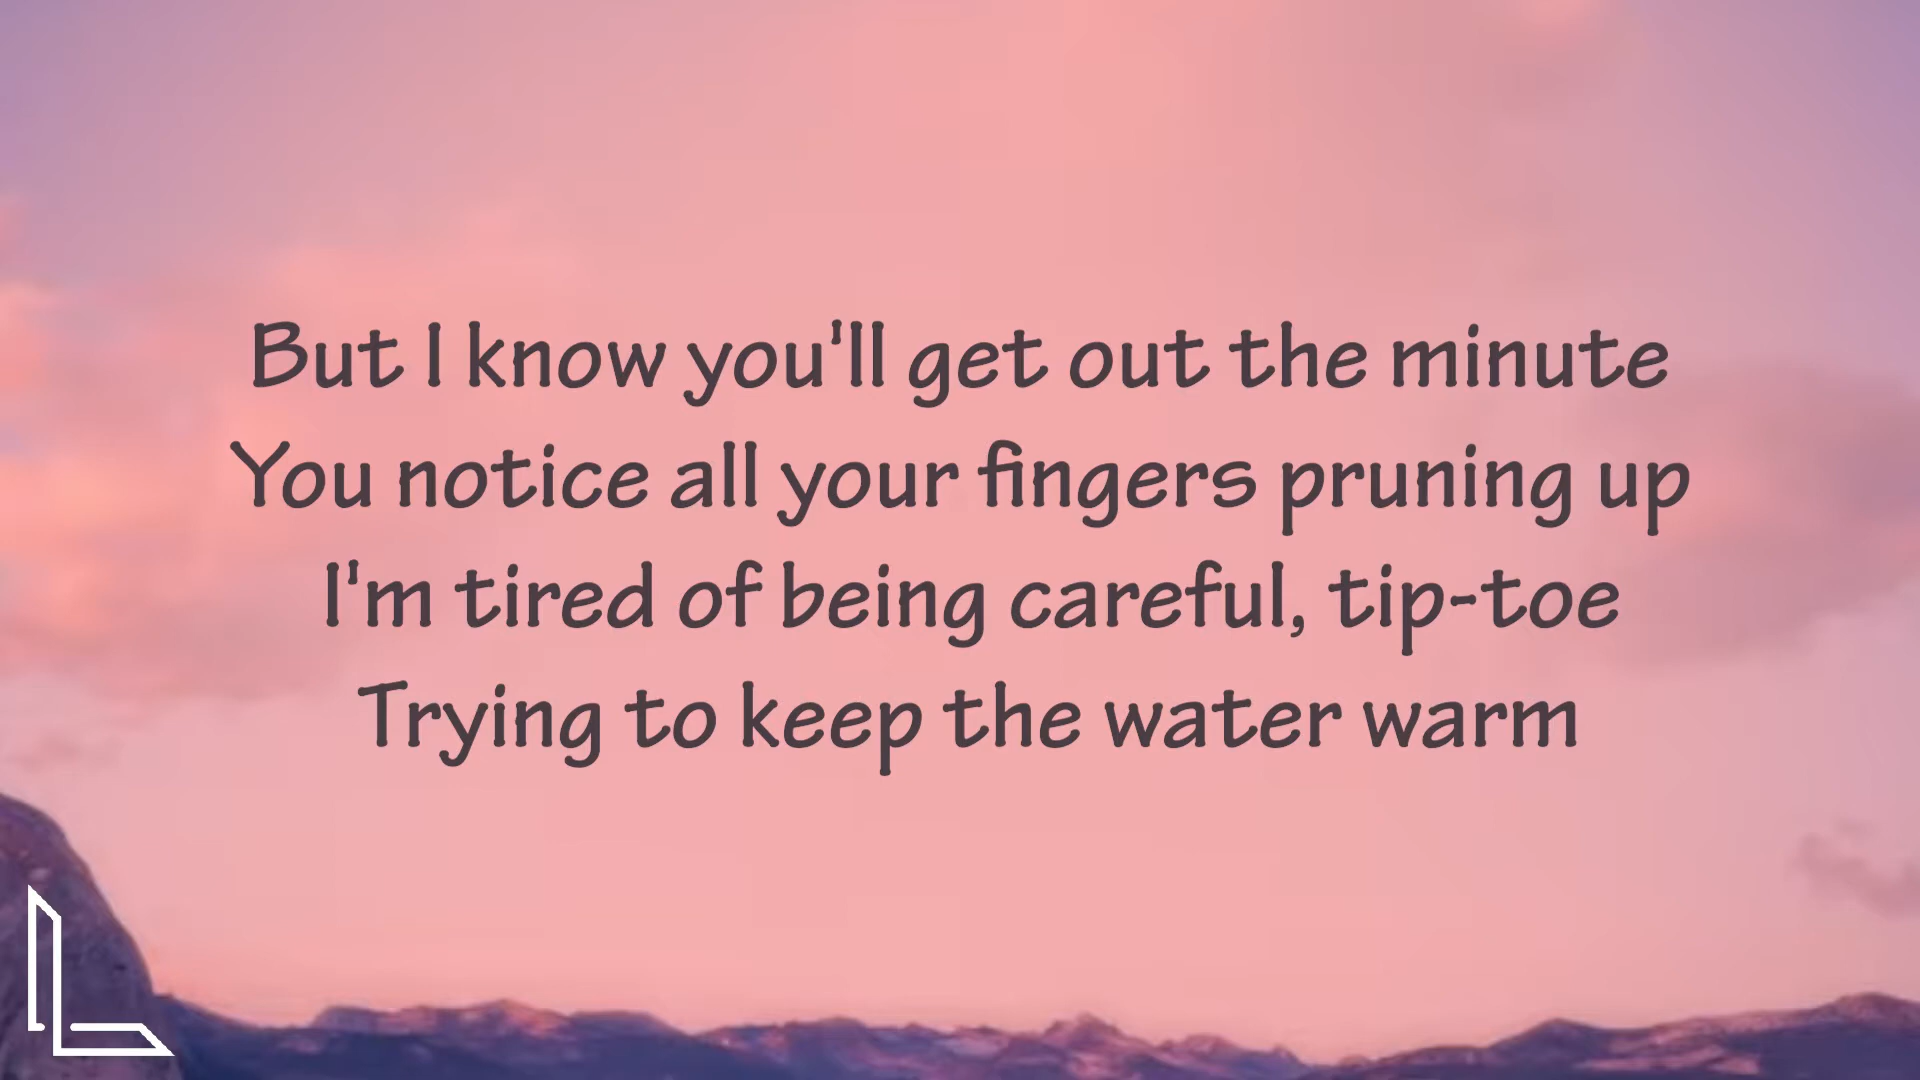 But I know you'll get out the minute
You notice all your fingers pruning up
I'm tired of being careful, tip-toe
Trying to keep the water warm